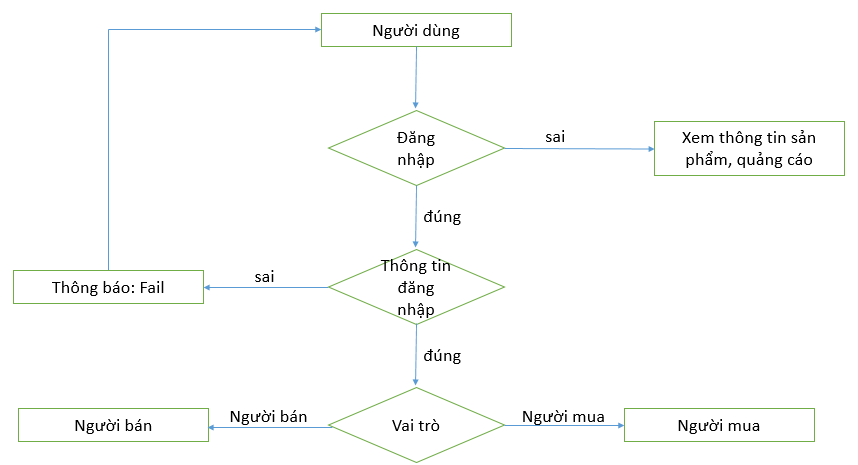 Người dùng
Đăng
nhập
sai
Xem thông tin sản
phẩm, quảng cáo
đúng
Thông tin
đăng
nhập
sai
Thông báo: Fail
đúng
Người bán
Người bán
Vai trò
Người mua
Người mua